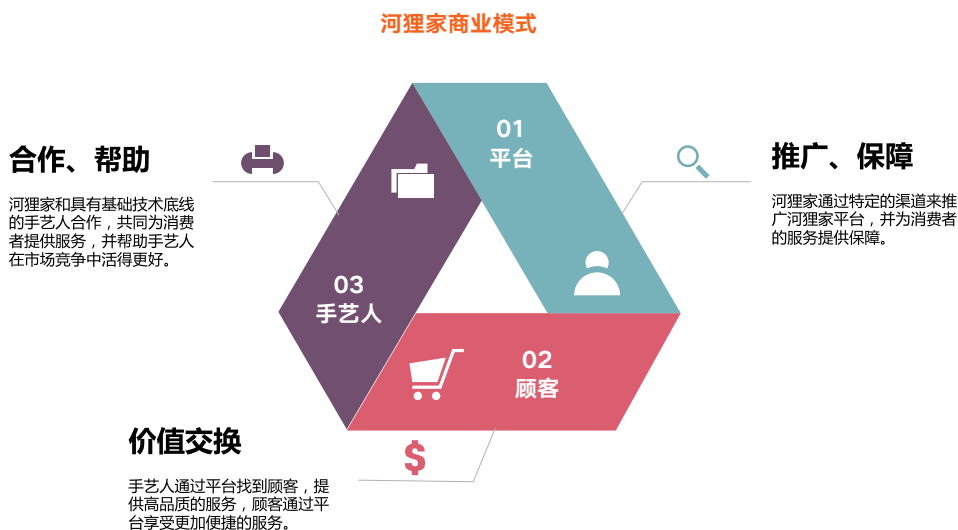 河狸家商业模式
01
平台
推广、保障
河狸家通过特定的渠道来推
广河狸家平台，并为消费者
的服务提供保障。
合作、帮助
河狸家和具有基础技术底线
的手艺人合作，共同为消费
者提供服务，并帮助手艺人
在市场竞争中活得更好。
03
手艺人
02
顾客
价值交换
$
手艺人通过平台找到顾客，提
供高品质的服务，顾客通过平
台享受更加便捷的服务。